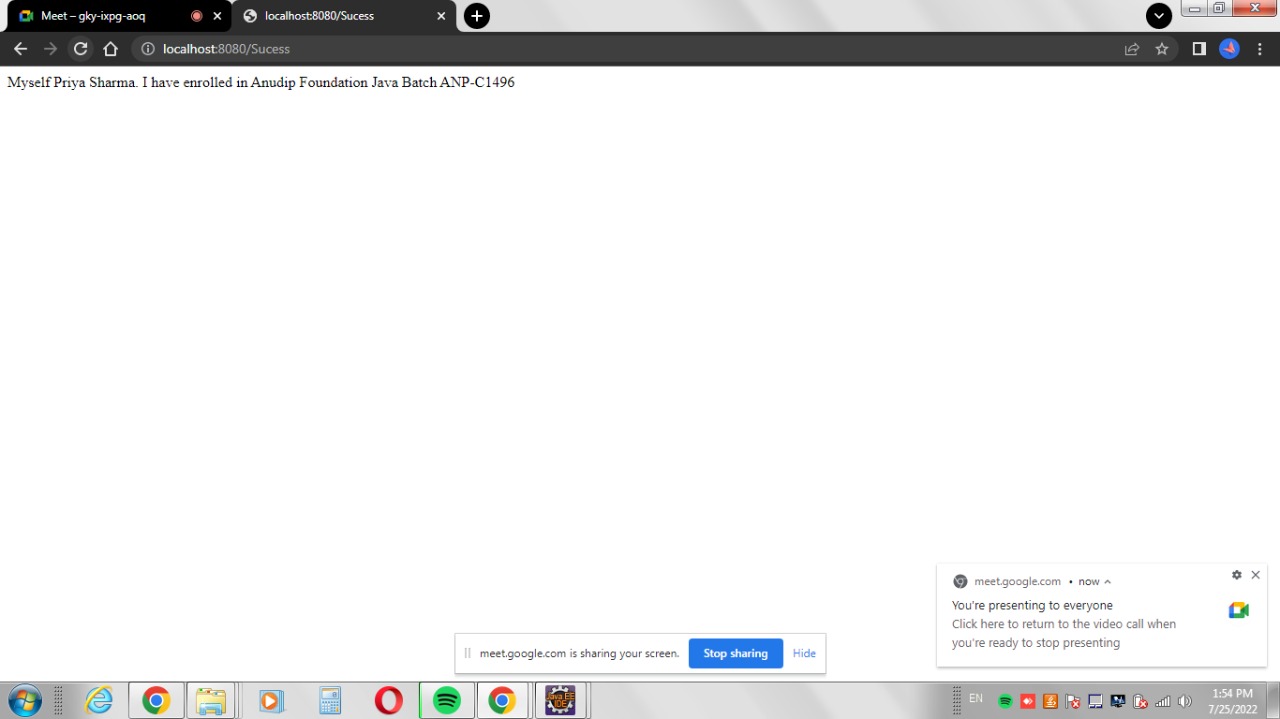 Meet – gky-ixpg-aoq
localhost:8080/Sucess
localhost:8080/Sucess
Myself Priya Sharma. I have enrolled in Anudip Foundation Java Batch ANP-C1496
meet.google.com • now
You're presenting to everyone
Click here to return to the video call when
you're ready to stop presenting
meet.google.com is sharing your screen.
Stop sharing
Hide
Java EE
IDE
EN
1:54 PM
7/25/2022